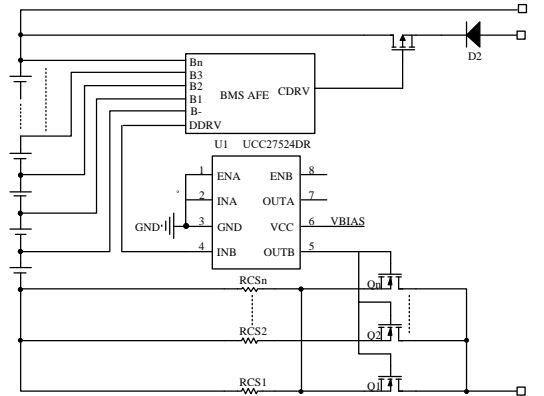 D2
Bn
B3
B2
B1
B-
DDRV
BMS AFE
CDRV
U1 UCC27524DR
1 ENA ENB 8
2 INA OUTA 7
GND 3 GND VCC 6 VBIAS
4 INB OUTB 5
RCSn Qn
RCS2 Q2
RCS1 Q1